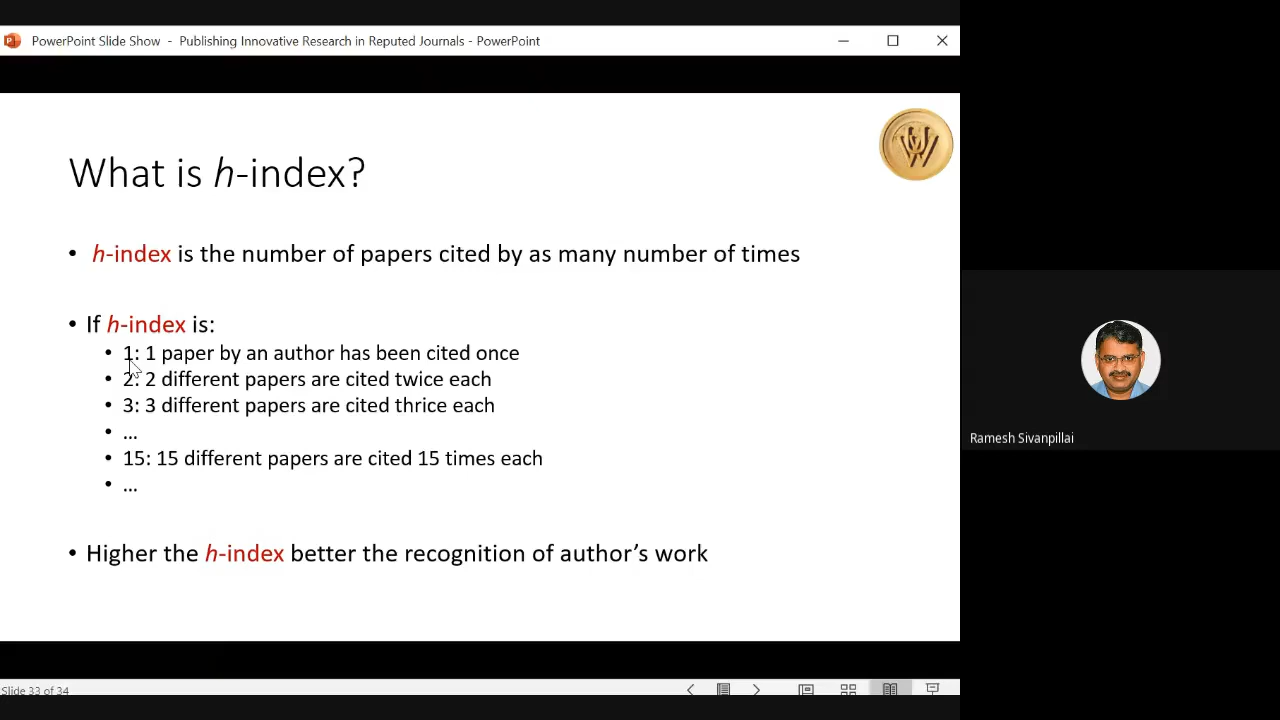 PowerPoint Slide Show - Publishing Innovative Research in Reputed Journals - PowerPoint
What is h-index?
• h-index is the number of papers cited by as many number of times
• If h-index is:
• 1: 1 paper by an author has been cited once
• 2: 2 different papers are cited twice each
• 3: 3 different papers are cited thrice each
• ...
• 15: 15 different papers are cited 15 times each
• ...
• Higher the h-index better the recognition of author's work
Ramesh Sivanpillai
Slide 33 of 34